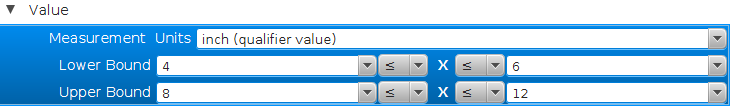 ▼ Value
Measurement Units inch (qualifier value)
Lower Bound 4 ≤ X ≤ 6
Upper Bound 8 ≤ X ≤ 12